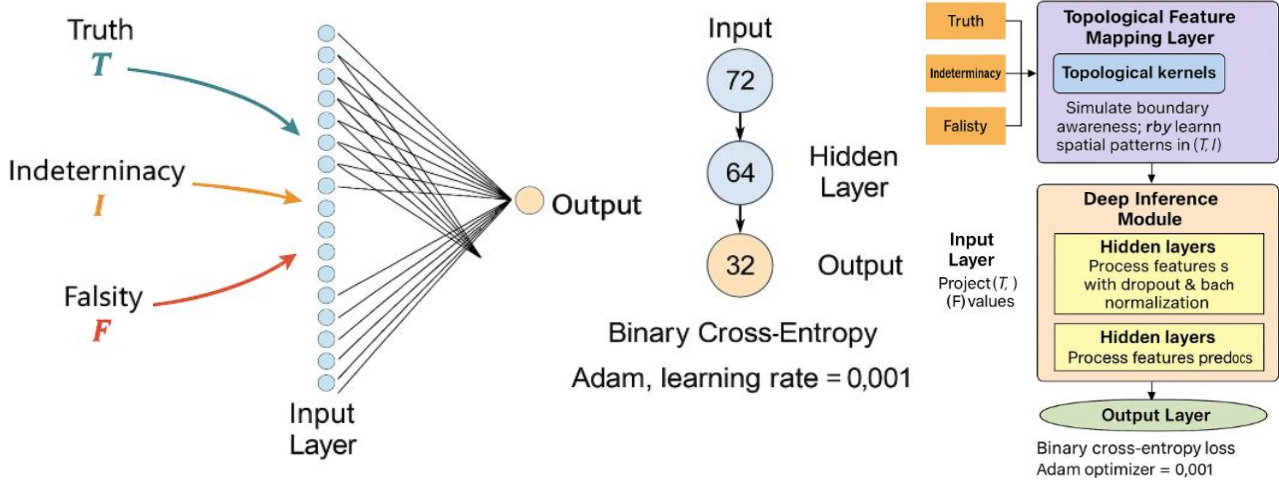 Truth
T
Indeterninacy
I
Falsity
F
Input
Layer
Output
Input
72
64
Hidden
Layer
32
Output
Binary Cross-Entropy
Adam, learning rate = 0,001
Truth
Indeterminacy
Falisty
Topological Feature
Mapping Layer
Topological kernels
Simulate boundary
awareness; rby learnn
spatial patterns in (T, I)
Input
Layer
Project (T, )
(F) values
Deep Inference
Module
Hidden layers
Process features s
with dropout & bach
normalization
Hidden layers
Process features predocs
Output Layer
Binary cross-entropy loss
Adam optimizer = 0,001